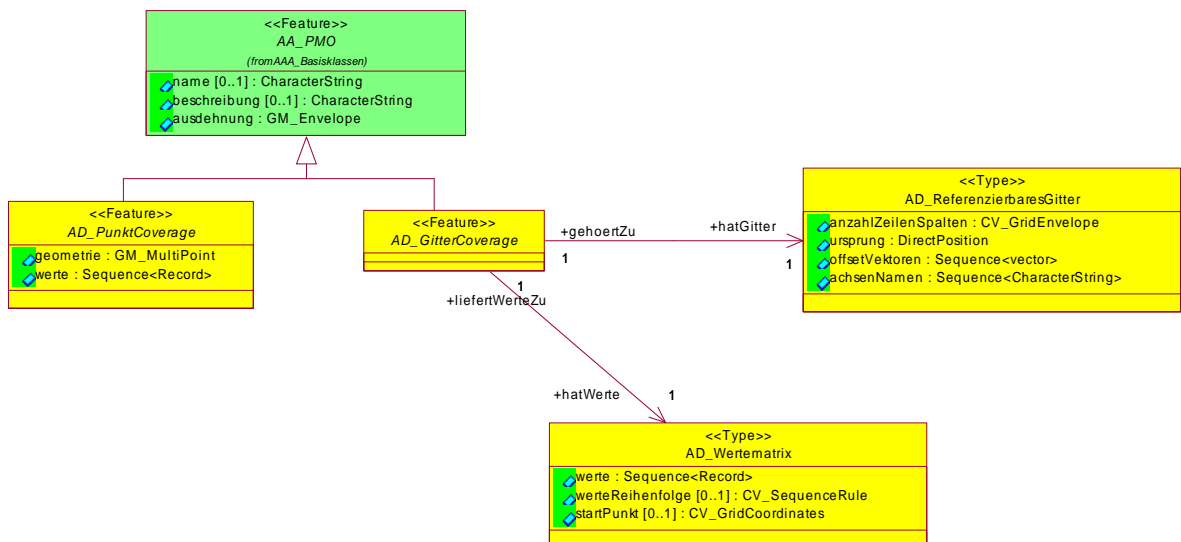 <<Feature>>
AA_PMO
(fromAAA_Basisklassen)
name [0..1] : CharacterString
beschreibung [0..1] : CharacterString
ausdehnung : GM_Envelope
<<Feature>>
AD_PunktCoverage
geometrie : GM_MultiPoint
werte : Sequence<Record>
<<Feature>>
AD_GitterCoverage
+gehoertZu
1
+hatGitter
1
<<Type>>
AD_ReferenzierbaresGitter
anzahlZeilenSpalten : CV_GridEnvelope
ursprung : DirectPosition
offsetVektoren : Sequence<vector>
achsenNamen : Sequence<CharacterString>
1
+liefertWerteZu
+hatWerte
1
<<Type>>
AD_Wertematrix
werte : Sequence<Record>
werteReihenfolge [0..1] : CV_SequenceRule
startPunkt [0..1] : CV_GridCoordinates